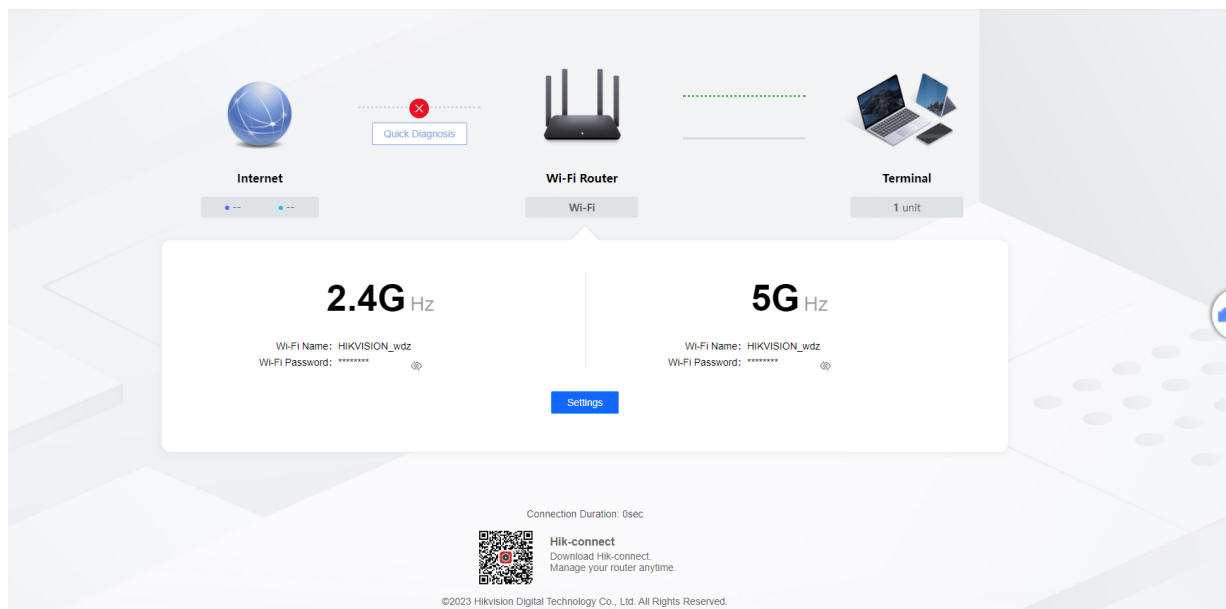 Quick Diagnosis
Internet
Wi-Fi Router
Terminal
-- --
Wi-Fi
1 unit
2.4G Hz
5G Hz
Wi-Fi Name: HIKVISION_wdz
Wi-Fi Password: ********
Wi-Fi Name: HIKVISION_wdz
Wi-Fi Password: ********
Settings
Connection Duration: 0sec
Hik-connect
Download Hik-connect.
Manage your router anytime.
©2023 Hikvision Digital Technology Co., Ltd. All Rights Reserved.